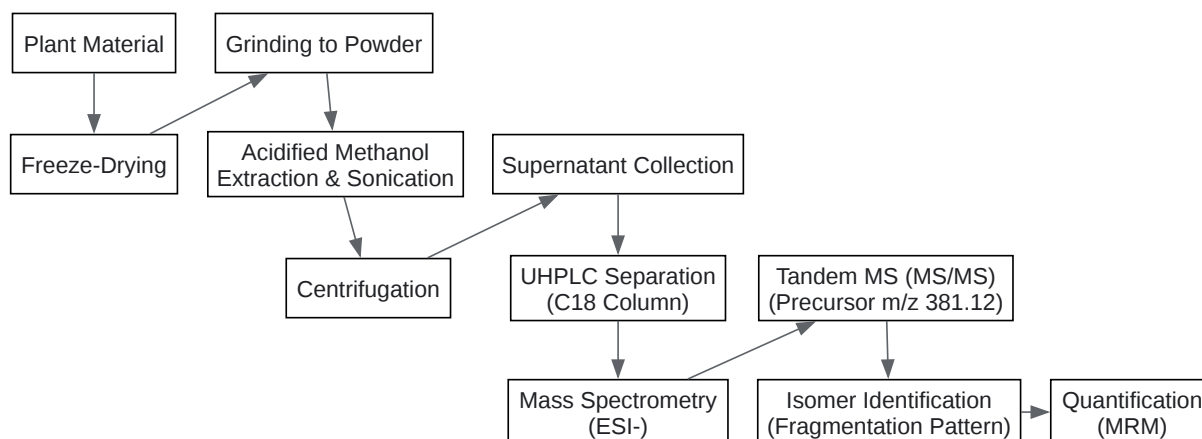 Plant Material
Freeze-Drying
Grinding to Powder
Acidified Methanol
Extraction & Sonication
Centrifugation
Supernatant Collection
UHPLC Separation
(C18 Column)
Mass Spectrometry
(ESI-)
Tandem MS (MS/MS)
(Precursor m/z 381.12)
Isomer Identification
(Fragmentation Pattern)
Quantification
(MRM)